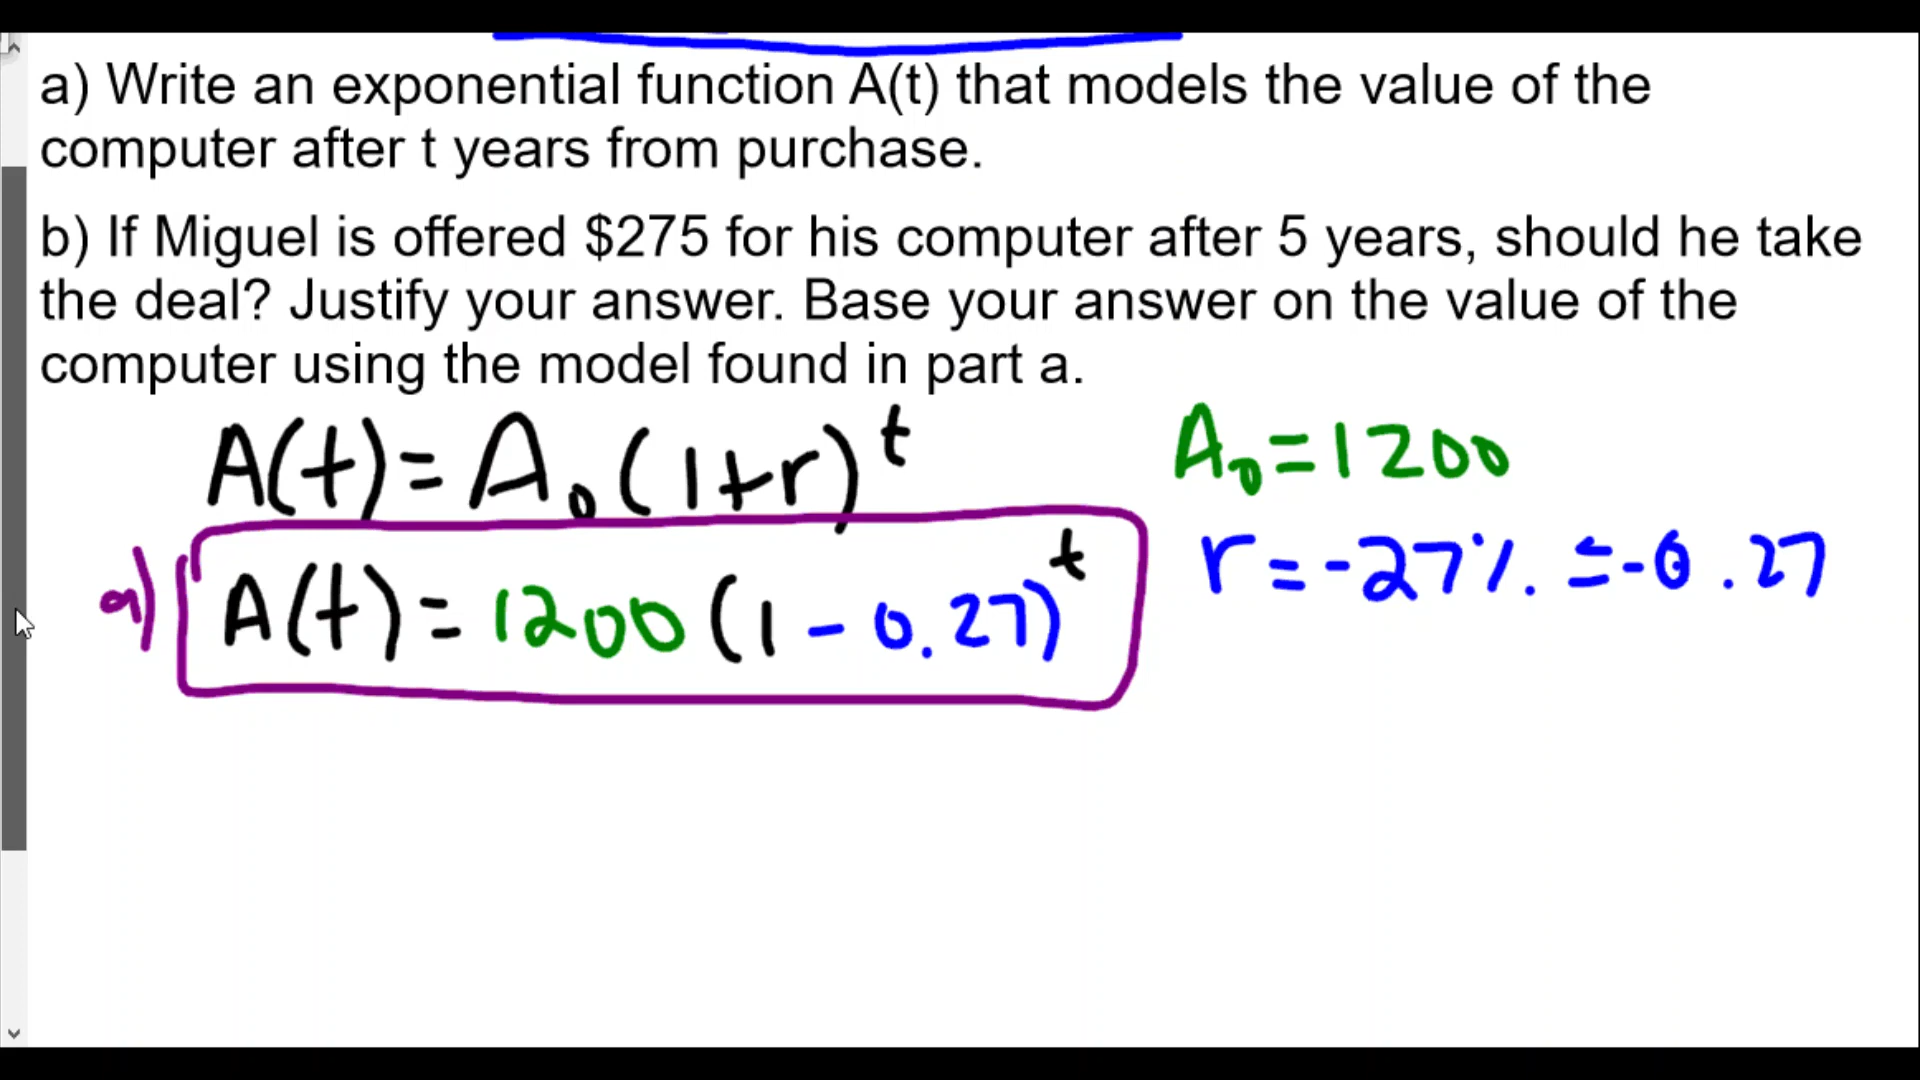 a) Write an exponential function A(t) that models the value of the
computer after t years from purchase.
b) If Miguel is offered $275 for his computer after 5 years, should he take
the deal? Justify your answer. Base your answer on the value of the
computer using the model found in part a.
A(t)=A₀(1+r)ᵗ
A₀=1200
r=-27%.=-0.27
a) A(t)=1200(1-0.27)ᵗ